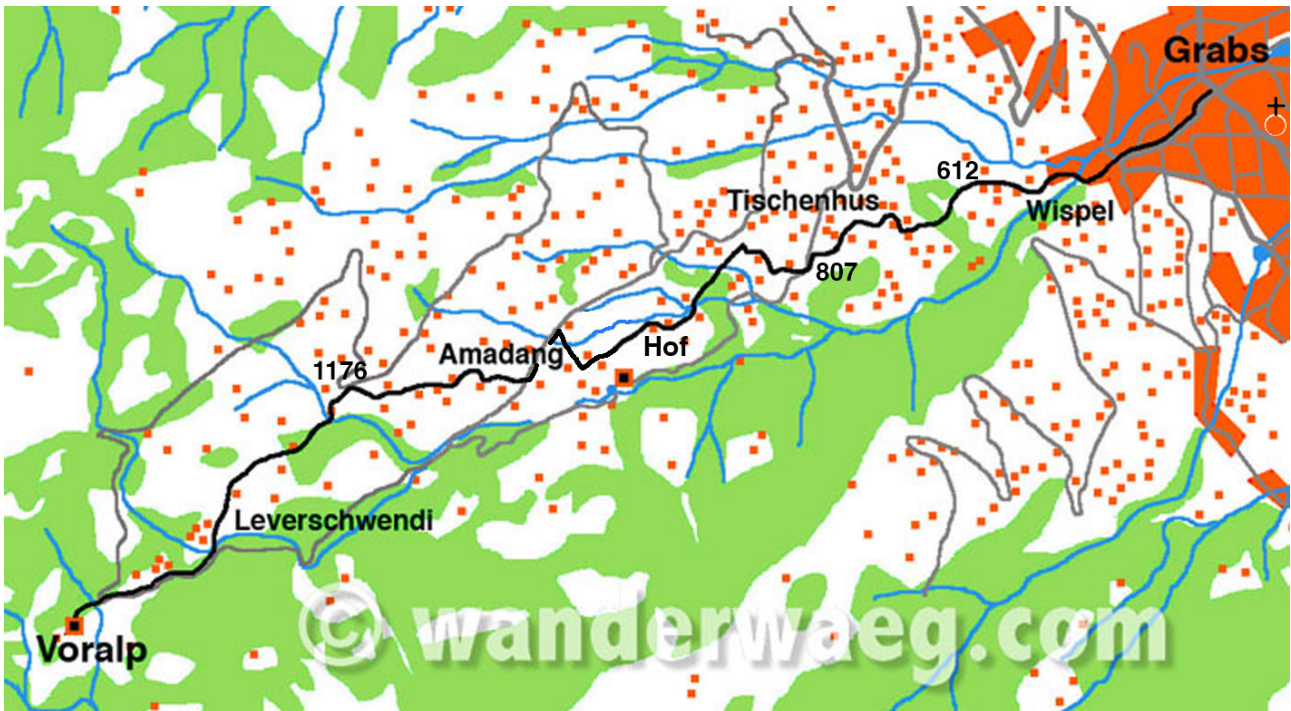 Grabs
612
Tischenhus
Wispel
807
Hof
Amadang
1176
Leverschwendi
© wanderwaeg.com
Voralp